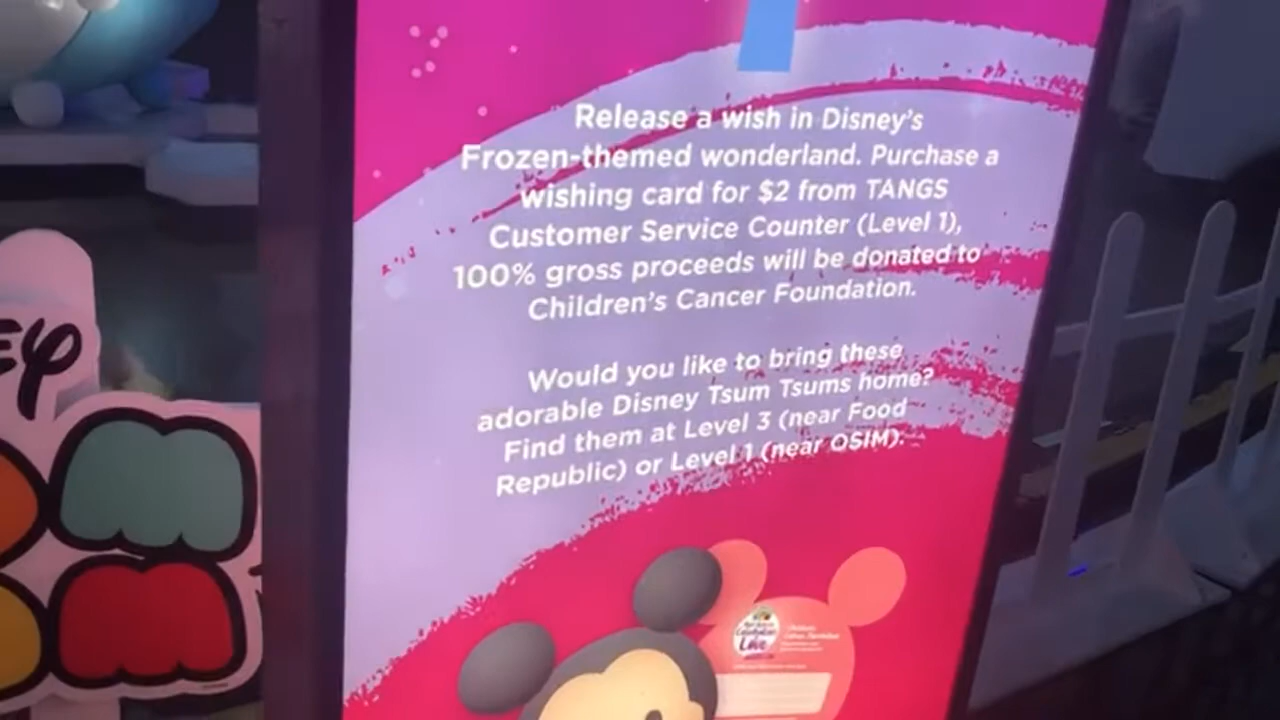 Release a wish in Disney's
Frozen-themed wonderland. Purchase a
wishing card for $2 from TANGS
Customer Service Counter (Level 1),
100% gross proceeds will be donated to
Children's Cancer Foundation.
Would you like to bring these
adorable Disney Tsum Tsums home?
Find them at Level 3 (near Food
Republic) or Level 1 (near OSIM).
EY
Love